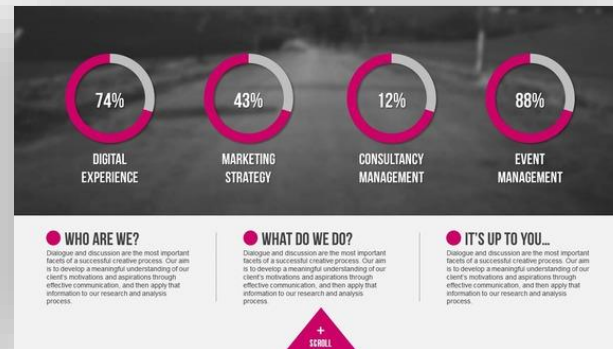 74%
43%
12%
88%
DIGITAL
EXPERIENCE
MARKETING
STRATEGY
CONSULTANCY
MANAGEMENT
EVENT
MANAGEMENT
WHO ARE WE?
Dialogue and discussion are the most important
facets of a successful creative process. Our aim
is to develop a meaningful understanding of our
client's motivations and aspirations through
effective communication, and then apply that
information to our research and analysis
process.
WHAT DO WE DO?
Dialogue and discussion are the most important
facets of a successful creative process. Our aim
is to develop a meaningful understanding of our
client's motivations and aspirations through
effective communication, and then apply that
information to our research and analysis
process.
IT'S UP TO YOU...
Dialogue and discussion are the most important
facets of a successful creative process. Our aim
is to develop a meaningful understanding of our
client's motivations and aspirations through
effective communication, and then apply that
information to our research and analysis
process.
+
SCROLL